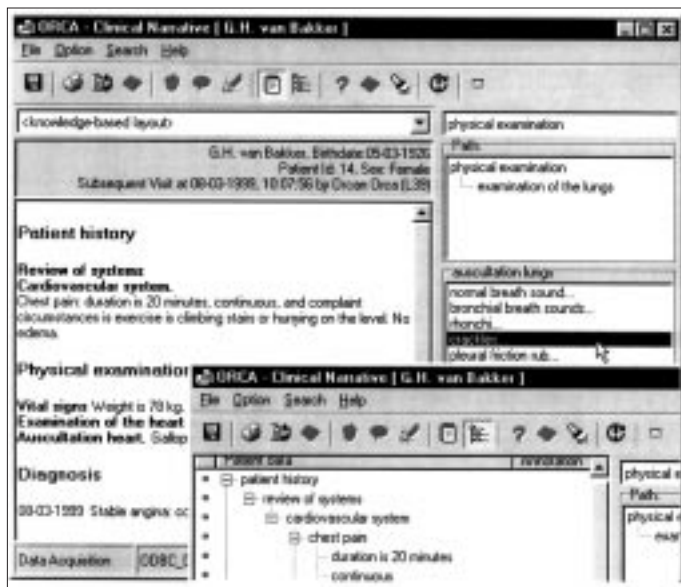 ORCA - Clinical Narrative [ G.H. van Bakker ]
File Option Search Help
<knowledge-based layout>
physical examination
G.H. van Bakker, Birthdate 05-03-1926
Patient Id: 14, Sex: Female
Subsequent Visit at 08-03-1999, 10:07:56 by Orcan Orca (L39)
Path:
physical examination
examination of the lungs
Patient history
Review of systems
Cardiovascular system.
Chest pain: duration is 20 minutes, continuous, and complaint
circumstances is exercise is climbing stairs or hurrying on the level. No
edema.
auscultation lungs
normal breath sound...
bronchial breath sounds...
rhonchi...
crackles...
pleural friction rub...
Physical examination
Vital signs Weight is 78 kg.
Examination of the heart
Auscultation heart. Gallop
Diagnosis
08-03-1999 Stable angina:
Data Acquisition
ORCA - Clinical Narrative [ G.H. van Bakker ]
File Option Search Help
Patient data Annotation
patient history
review of systems
cardiovascular system
chest pain
duration is 20 minutes
continuous
physical e
Path:
physical e
exam